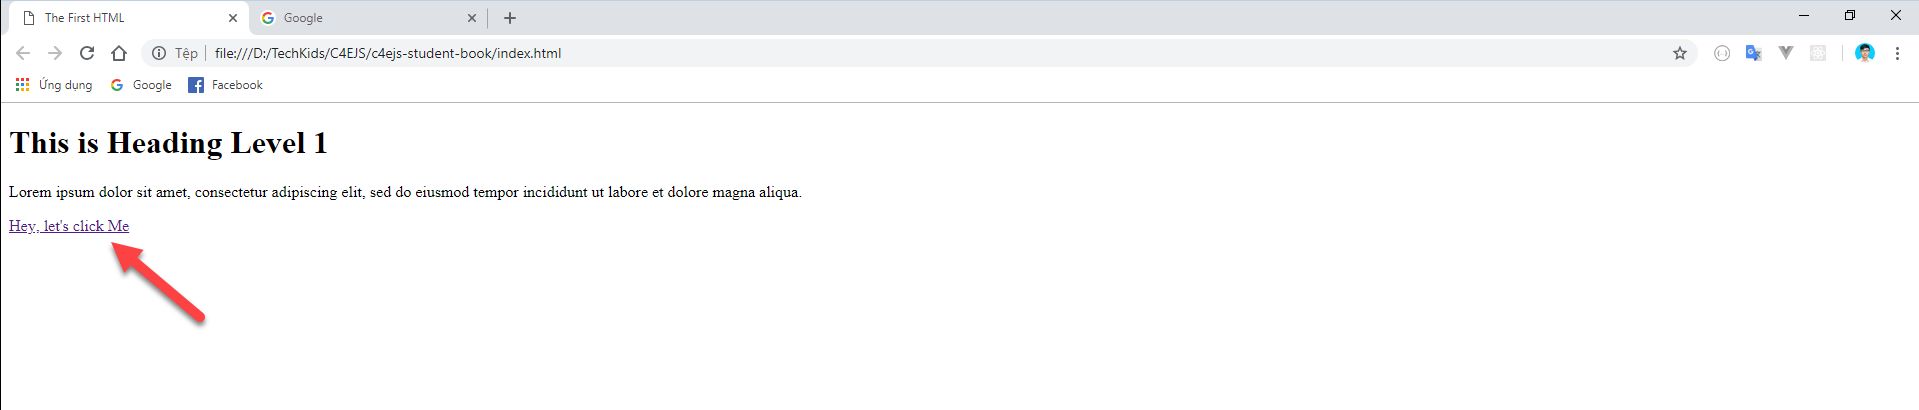 The First HTML
Google
Tệp
file:///D:/TechKids/C4EJS/c4ejs-student-book/index.html
Ứng dụng
Google
Facebook
This is Heading Level 1
Lorem ipsum dolor sit amet, consectetur adipiscing elit, sed do eiusmod tempor incididunt ut labore et dolore magna aliqua.
Hey, let's click Me